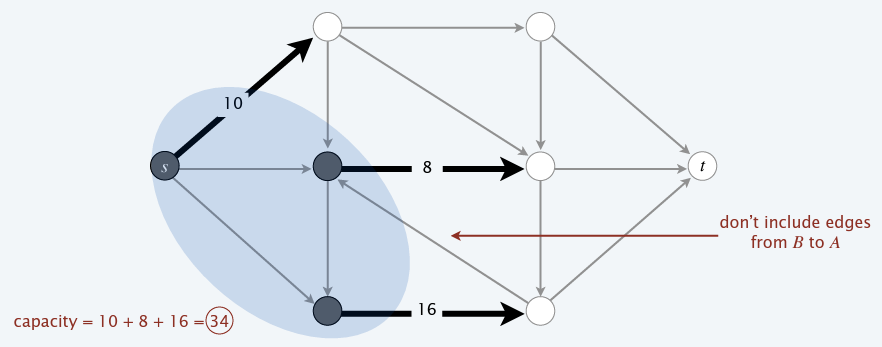 10
s
8
t
don’t include edges
from B to A
16
capacity = 10 + 8 + 16 = 34